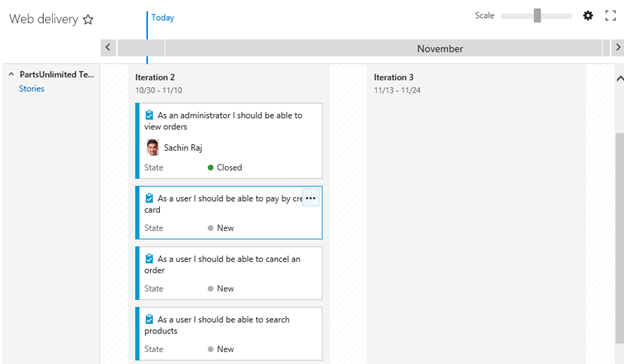 Web delivery
Today
Scale
November
PartsUnlimited Te...
Stories
Iteration 2
10/30 - 11/10
As an administrator I should be able to
view orders
Sachin Raj
State Closed
As a user I should be able to pay by cre
card
State New
As a user I should be able to cancel an
order
State New
As a user I should be able to search
products
State New
Iteration 3
11/13 - 11/24